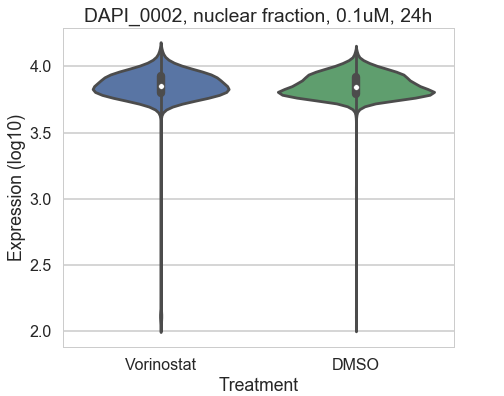 DAPI_0002, nuclear fraction, 0.1uM, 24h
Expression (log10)
4.0
3.5
3.0
2.5
2.0
Vorinostat DMSO
Treatment